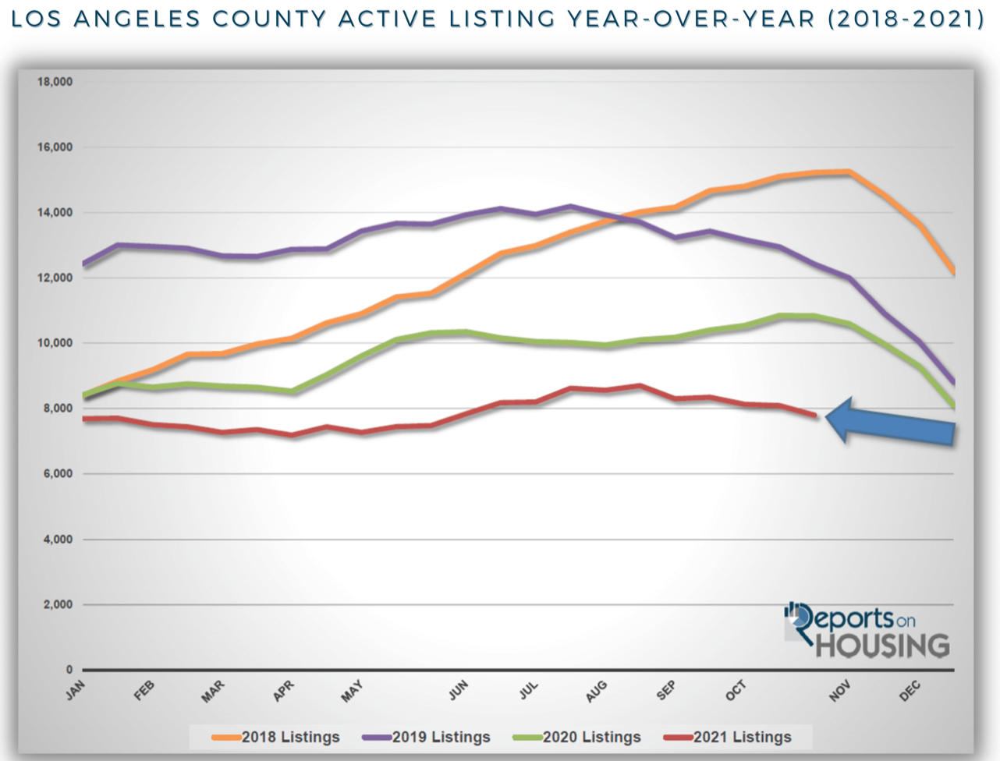 LOS ANGELES COUNTY ACTIVE LISTING YEAR-OVER-YEAR (2018-2021)
18,000
16,000
14,000
12,000
10,000
8,000
6,000
4,000
2,000
0
JAN FEB MAR APR MAY JUN JUL AUG SEP OCT NOV DEC
Reports on
HOUSING
2018 Listings 2019 Listings 2020 Listings 2021 Listings